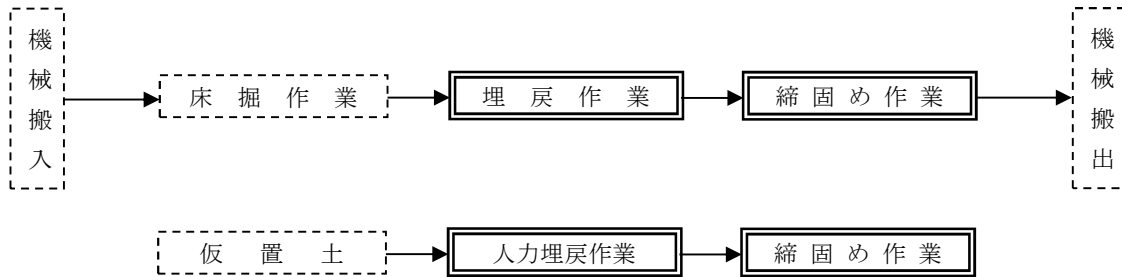 機械搬入
床掘作業
埋戻作業
締固め作業
機械搬出
仮置土
人力埋戻作業
締固め作業